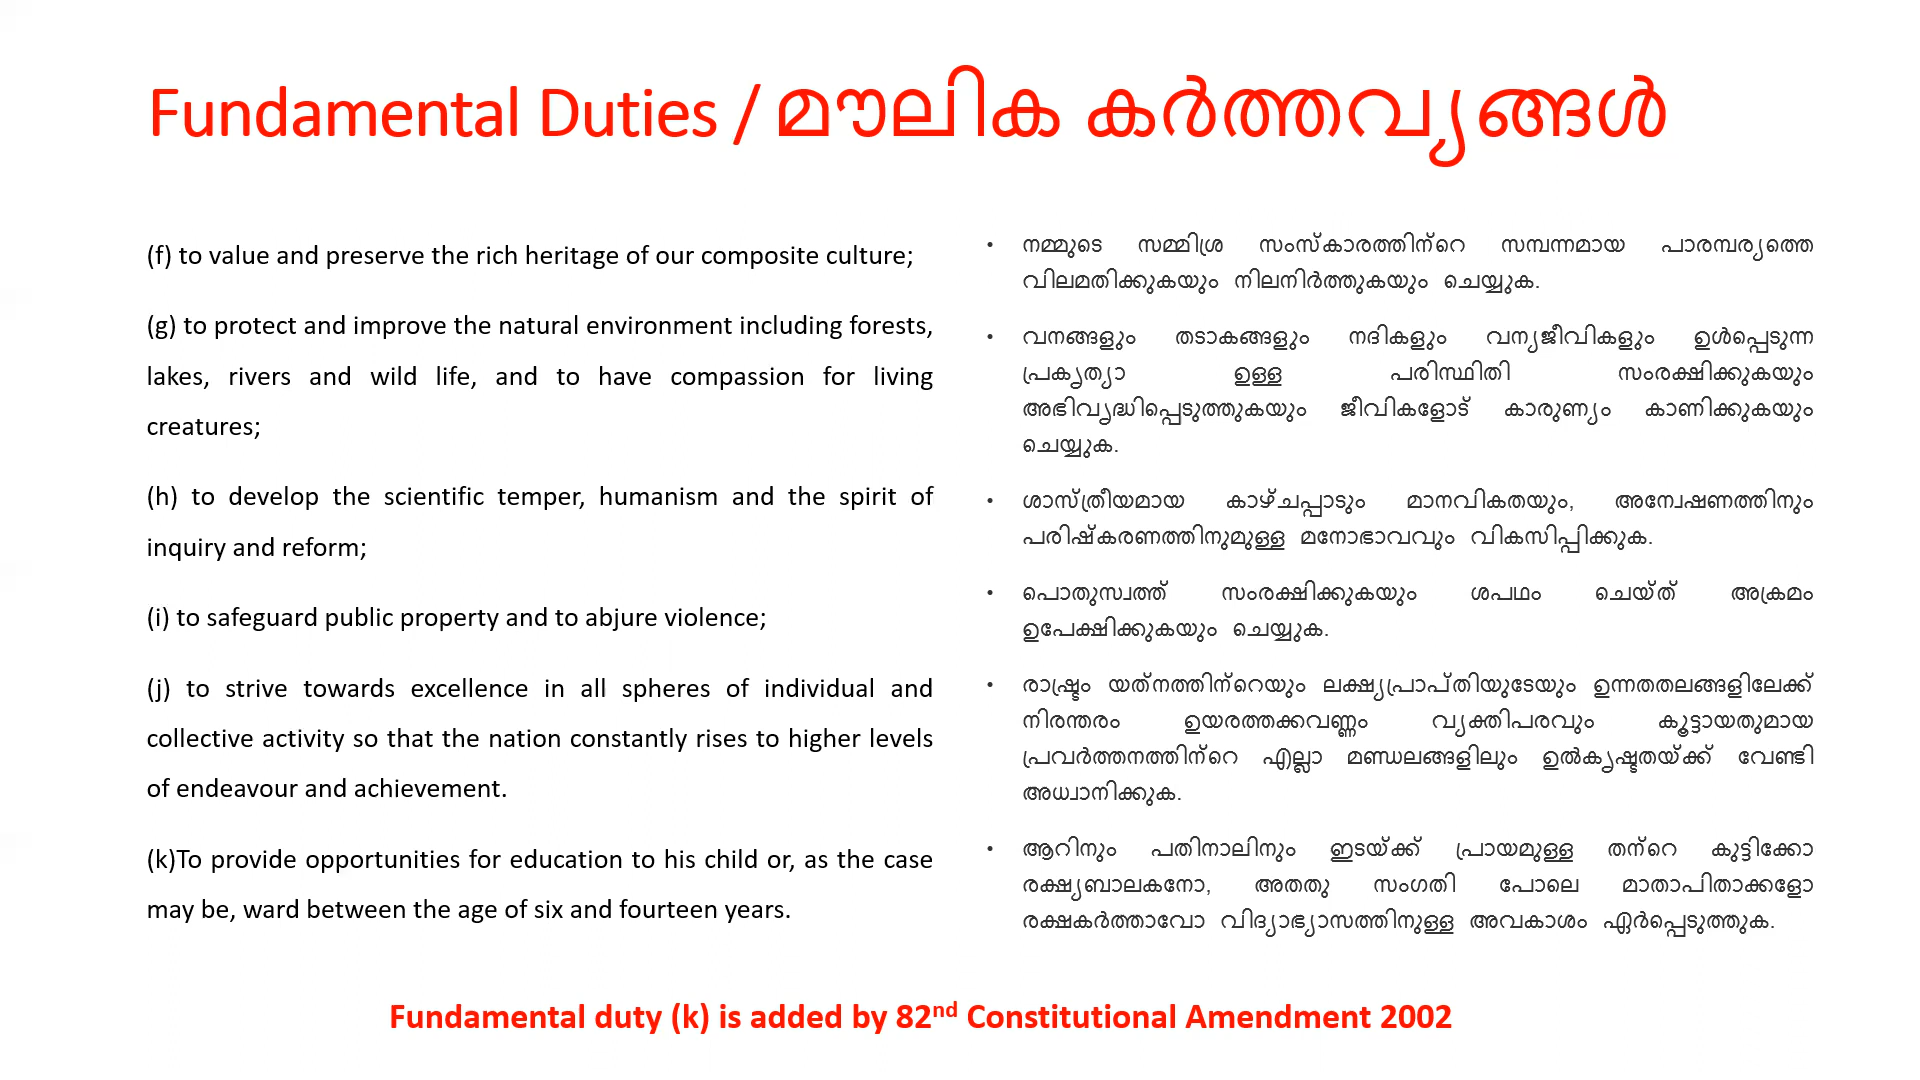 Fundamental Duties / മൗലിക കർത്തവ്യങ്ങൾ
(f) to value and preserve the rich heritage of our composite culture;
(g) to protect and improve the natural environment including forests,
lakes, rivers and wild life, and to have compassion for living
creatures;
(h) to develop the scientific temper, humanism and the spirit of
inquiry and reform;
(i) to safeguard public property and to abjure violence;
(j) to strive towards excellence in all spheres of individual and
collective activity so that the nation constantly rises to higher levels
of endeavour and achievement.
(k)To provide opportunities for education to his child or, as the case
may be, ward between the age of six and fourteen years.
• നമ്മുടെ സമ്മിശ്ര സംസ്കാരത്തിന്റെ സമ്പന്നമായ പാരമ്പര്യത്തെ
വിലമതിക്കുകയും നിലനിർത്തുകയും ചെയ്യുക.
• വനങ്ങളും തടാകങ്ങളും നദികളും വന്യജീവികളും ഉൾപ്പെടുന്ന
പ്രകൃത്യാ ഉള്ള പരിസ്ഥിതി സംരക്ഷിക്കുകയും
അഭിവൃദ്ധിപ്പെടുത്തുകയും ജീവികളോട് കാരുണ്യം കാണിക്കുകയും
ചെയ്യുക.
• ശാസ്ത്രീയമായ കാഴ്ചപ്പാടും മാനവികതയും, അന്വേഷണത്തിനും
പരിഷ്കരണത്തിനുമുള്ള മനോഭാവവും വികസിപ്പിക്കുക.
• പൊതുസ്വത്ത് സംരക്ഷിക്കുകയും ശപഥം ചെയ്ത് അക്രമം
ഉപേക്ഷിക്കുകയും ചെയ്യുക.
• രാഷ്ട്രം യത്നത്തിന്റെയും ലക്ഷ്യപ്രാപ്തിയുടേയും ഉന്നതതലങ്ങളിലേക്ക്
നിരന്തരം ഉയരത്തക്കവണ്ണം വ്യക്തിപരവും കൂട്ടായതുമായ
പ്രവർത്തനത്തിന്റെ എല്ലാ മണ്ഡലങ്ങളിലും ഉൽകൃഷ്ടതയ്ക്ക് വേണ്ടി
അധ്വാനിക്കുക.
• ആറിനും പതിനാലിനും ഇടയ്ക്ക് പ്രായമുള്ള തന്റെ കുട്ടിക്കോ
രക്ഷ്യബാലകനോ, അതതു സംഗതി പോലെ മാതാപിതാക്കളോ
രക്ഷകർത്താവോ വിദ്യാഭ്യാസത്തിനുള്ള അവകാശം ഏർപ്പെടുത്തുക.
Fundamental duty (k) is added by 82nd Constitutional Amendment 2002